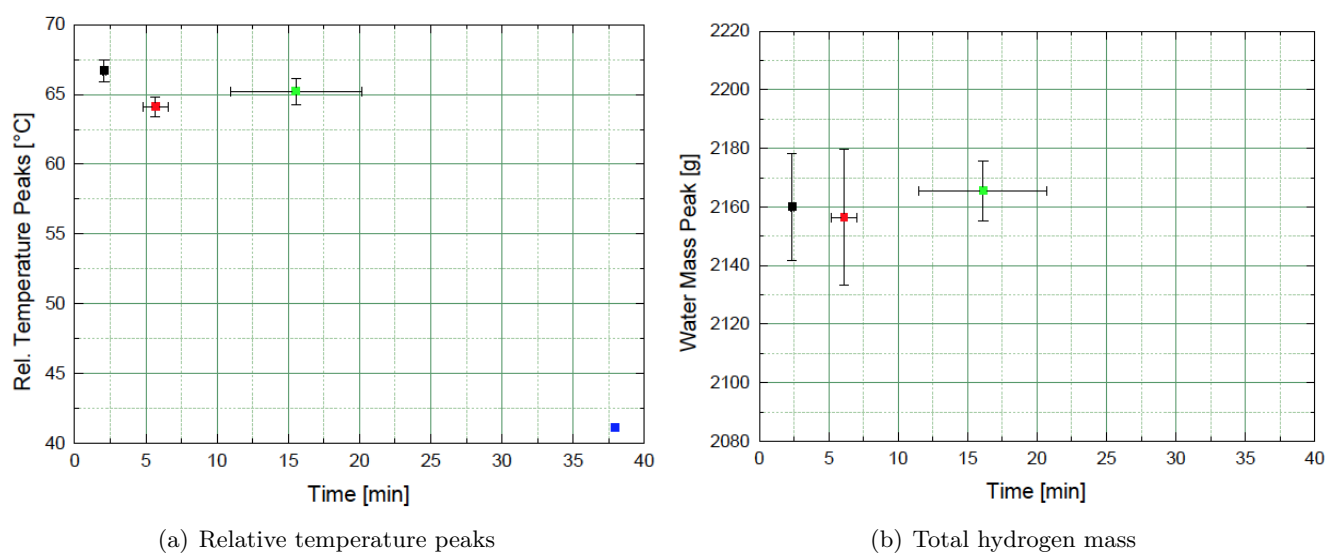 70
65
60
55
50
45
40
0 5 10 15 20 25 30 35 40
Rel. Temperature Peaks [°C]
Time [min]
(a) Relative temperature peaks
2220
2200
2180
2160
2140
2120
2100
2080
0 5 10 15 20 25 30 35 40
Water Mass Peak [g]
Time [min]
(b) Total hydrogen mass